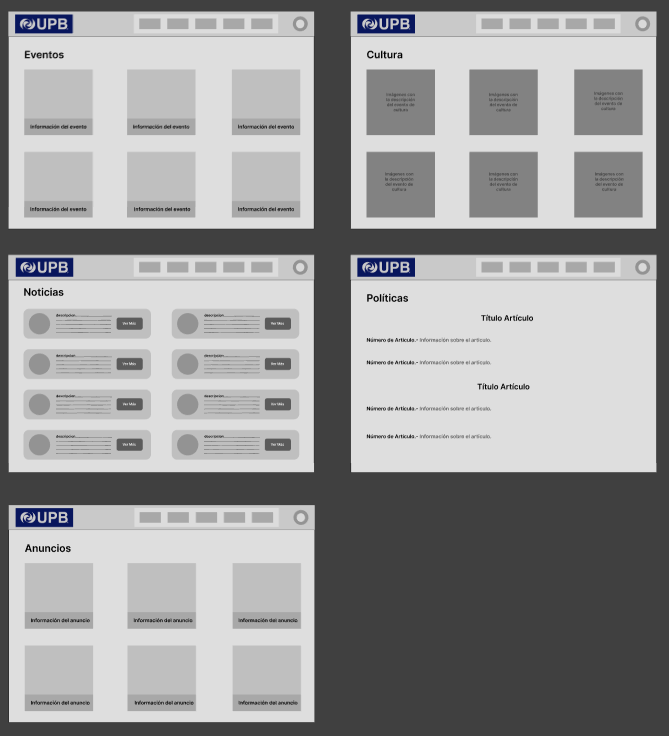 UPB
Eventos
Información del evento
Información del evento
Información del evento
Información del evento
Información del evento
Información del evento
UPB
Cultura
Imágenes con
la descripción
del evento de
cultura
Imágenes con
la descripción
del evento de
cultura
Imágenes con
la descripción
del evento de
cultura
Imágenes con
la descripción
del evento de
cultura
Imágenes con
la descripción
del evento de
cultura
Imágenes con
la descripción
del evento de
cultura
UPB
Noticias
descripcion
Ver Más
descripcion
Ver Más
descripcion
Ver Más
descripcion
Ver Más
descripcion
Ver Más
descripcion
Ver Más
descripcion
Ver Más
descripcion
Ver Más
UPB
Políticas
Título Artículo
Número de Artículo.- Información sobre el artículo.
Número de Artículo.- Información sobre el artículo.
Título Artículo
Número de Artículo.- Información sobre el artículo.
Número de Artículo.- Información sobre el artículo.
UPB
Anuncios
Información del anuncio
Información del anuncio
Información del anuncio
Información del anuncio
Información del anuncio
Información del anuncio